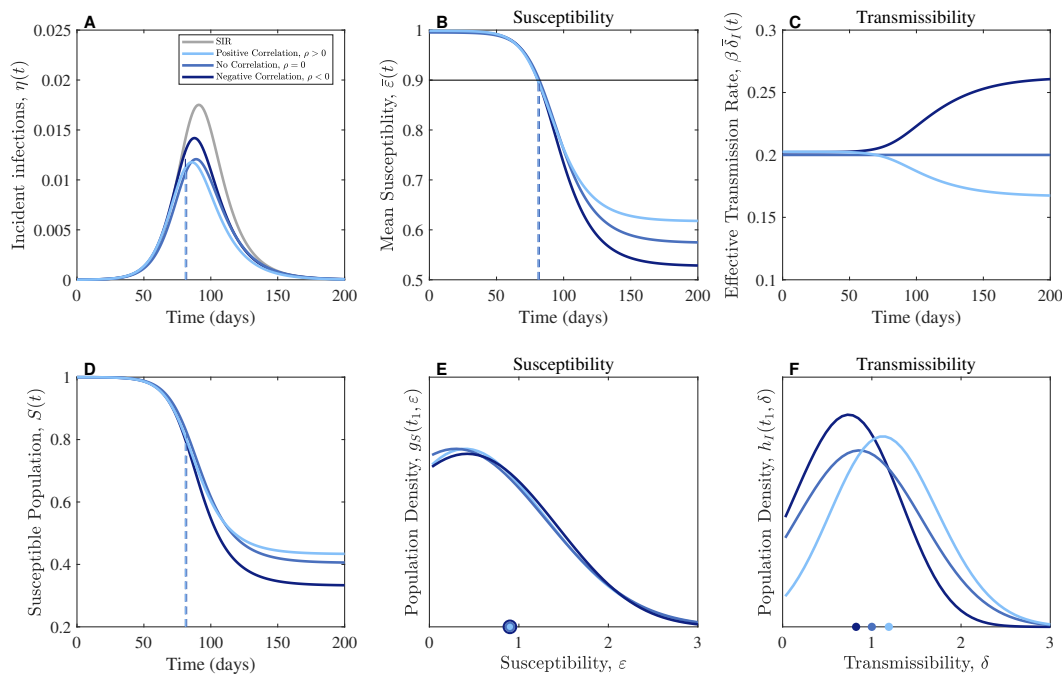 A
Incident infections, η(t)
0.025
0.02
0.015
0.01
0.005
0
0 50 100 150 200
Time (days)
SIR
Positive Correlation, ρ > 0
No Correlation, ρ = 0
Negative Correlation, ρ < 0
B
Susceptibility
Mean Susceptiblity, ε̄(t)
1
0.9
0.8
0.7
0.6
0.5
0 50 100 150 200
Time (days)
C
Transmissibility
Effective Transmission Rate, β δ̄_I(t)
0.3
0.25
0.2
0.15
0.1
0 50 100 150 200
Time (days)
D
Susceptible Population, S(t)
1
0.8
0.6
0.4
0.2
0 50 100 150 200
Time (days)
E
Susceptibility
Population Density, g_S(t₁, ε)
0 1 2 3
Susceptibility, ε
F
Transmissibility
Population Density, h_I(t₁, δ)
0 1 2 3
Transmissibility, δ